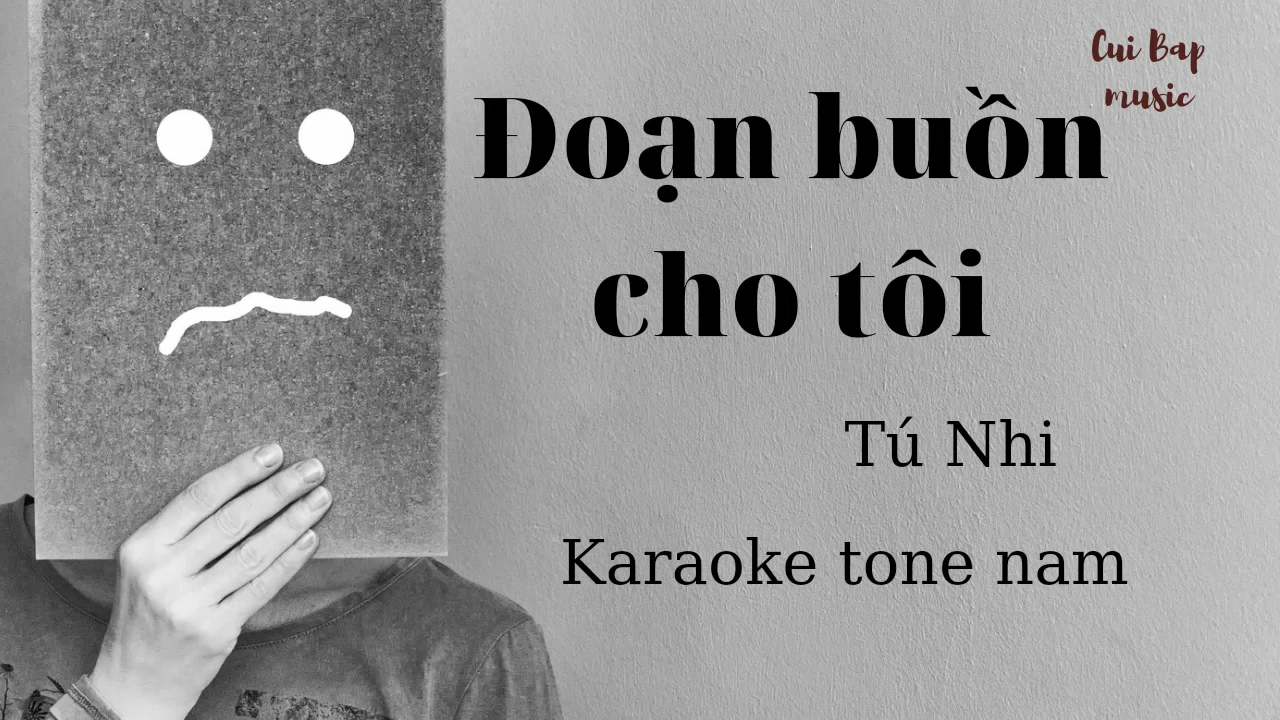 Cui Bap
music
Đoạn buồn
cho tôi
Tú Nhi
Karaoke tone nam